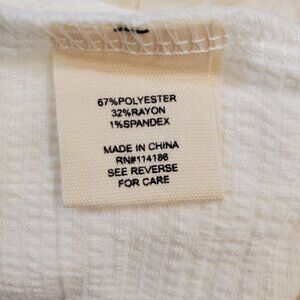 67%POLYESTER
32%RAYON
1%SPANDEX
MADE IN CHINA
RN#114186
SEE REVERSE
FOR CARE